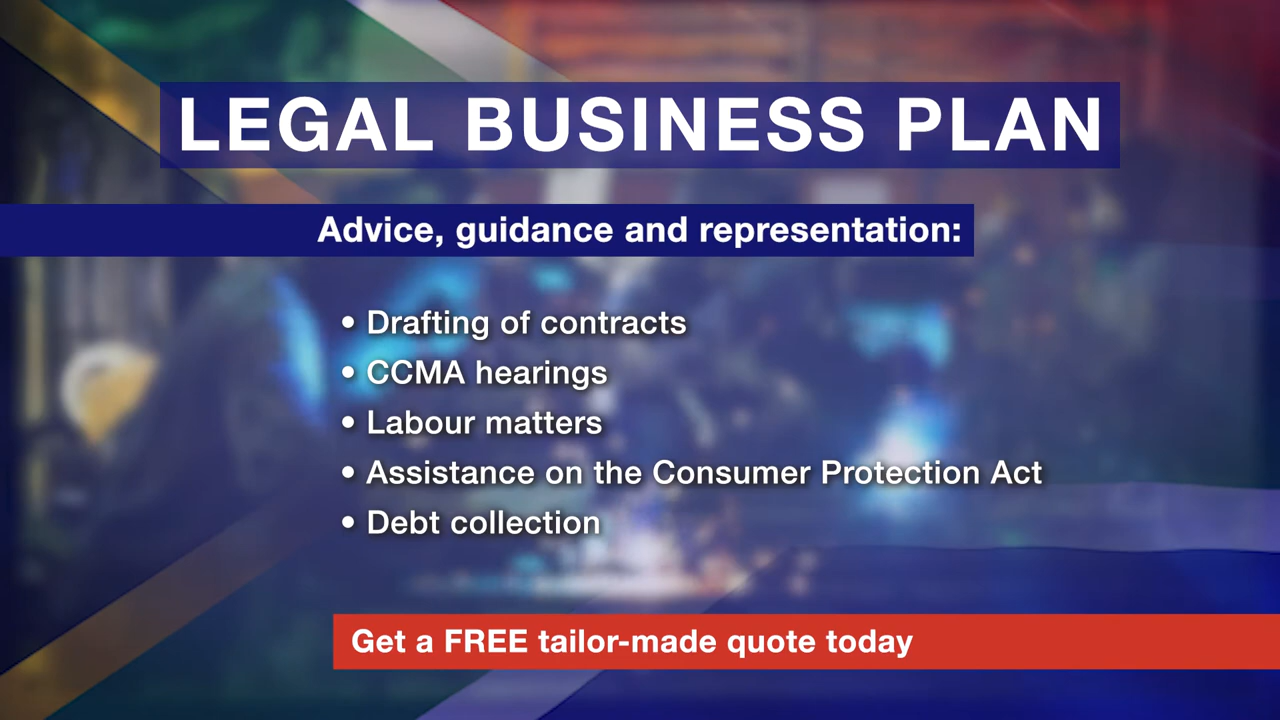 LEGAL BUSINESS PLAN
Advice, guidance and representation:
• Drafting of contracts
• CCMA hearings
• Labour matters
• Assistance on the Consumer Protection Act
• Debt collection
Get a FREE tailor-made quote today